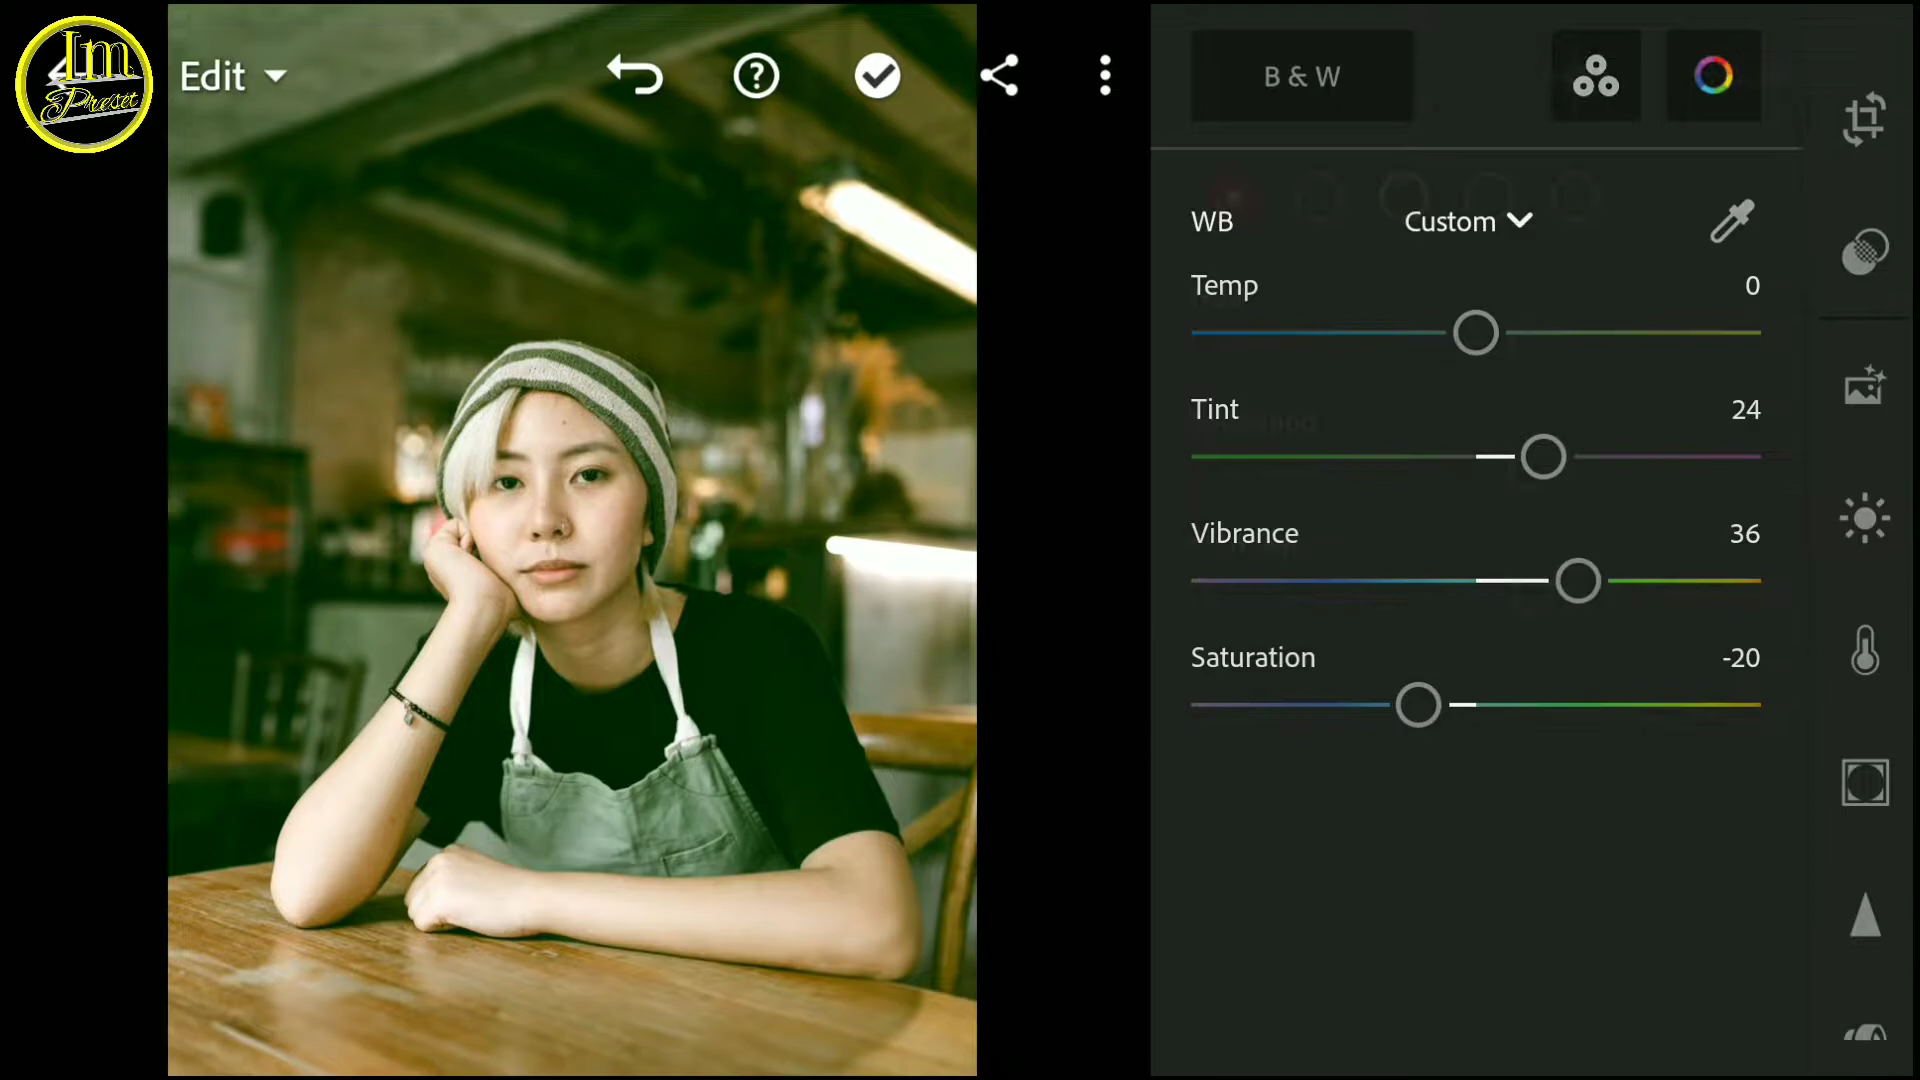 Im
Preset
Edit
B & W
WB
Custom
Temp
0
Tint
24
Vibrance
36
Saturation
-20